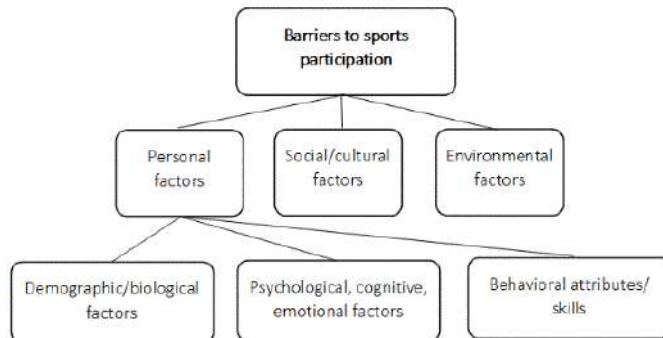 Barriers to sports
participation
Personal
factors
Social/cultural
factors
Environmental
factors
Demographic/biological
factors
Psychological, cognitive,
emotional factors
Behavioral attributes/
skills